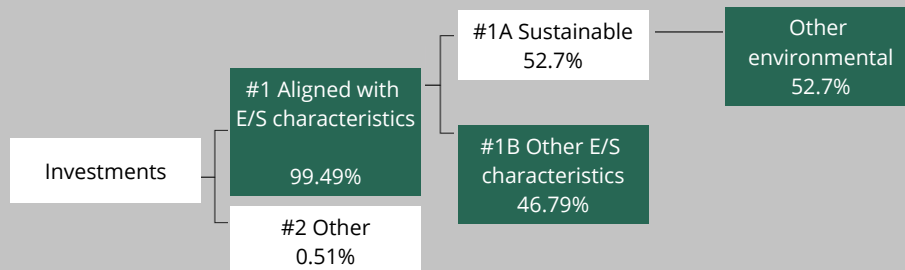 Investments
#1 Aligned with
E/S characteristics
99.49%
#2 Other
0.51%
#1A Sustainable
52.7%
#1B Other E/S
characteristics
46.79%
Other
environmental
52.7%